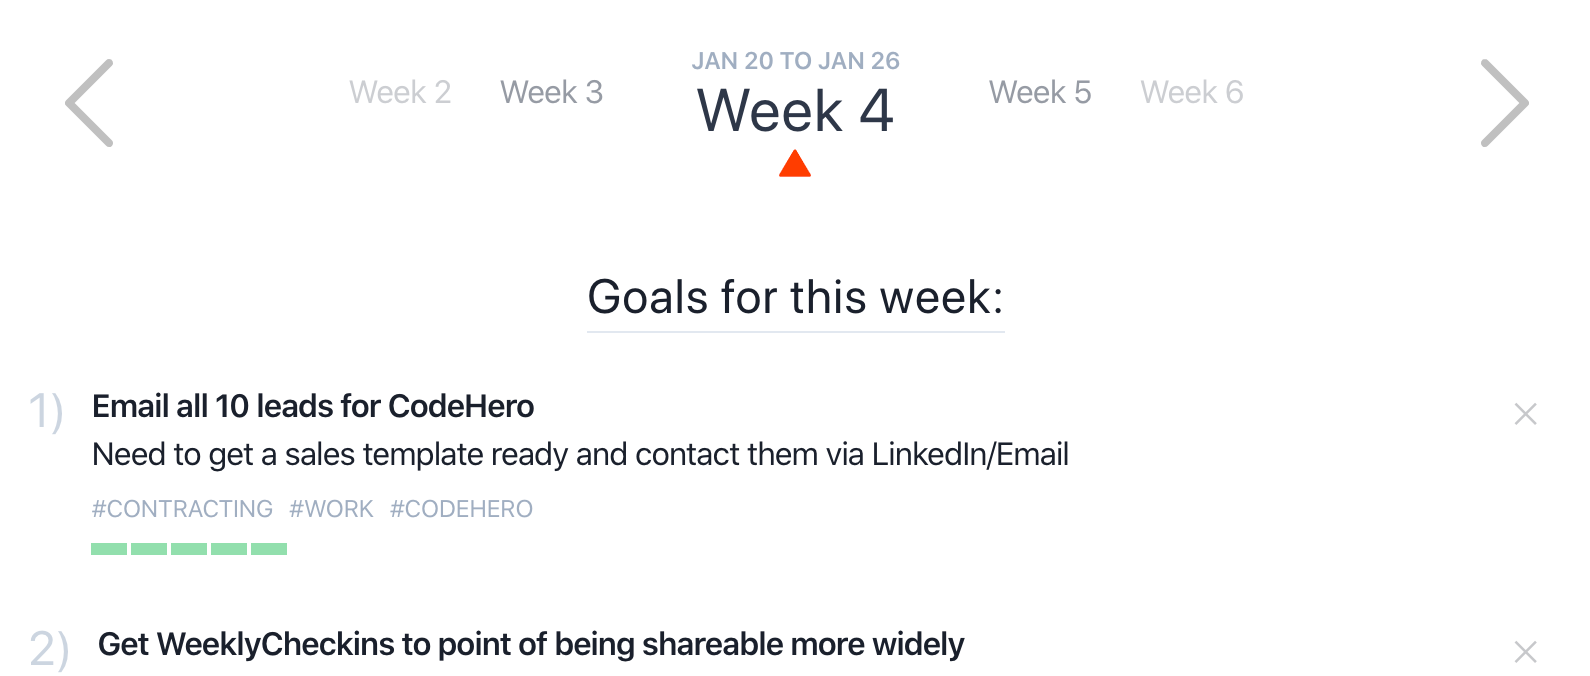 JAN 20 TO JAN 26
Week 2 Week 3 Week 4 Week 5 Week 6
Goals for this week:
1) Email all 10 leads for CodeHero
Need to get a sales template ready and contact them via LinkedIn/Email
#CONTRACTING #WORK #CODEHERO
2) Get WeeklyCheckins to point of being shareable more widely